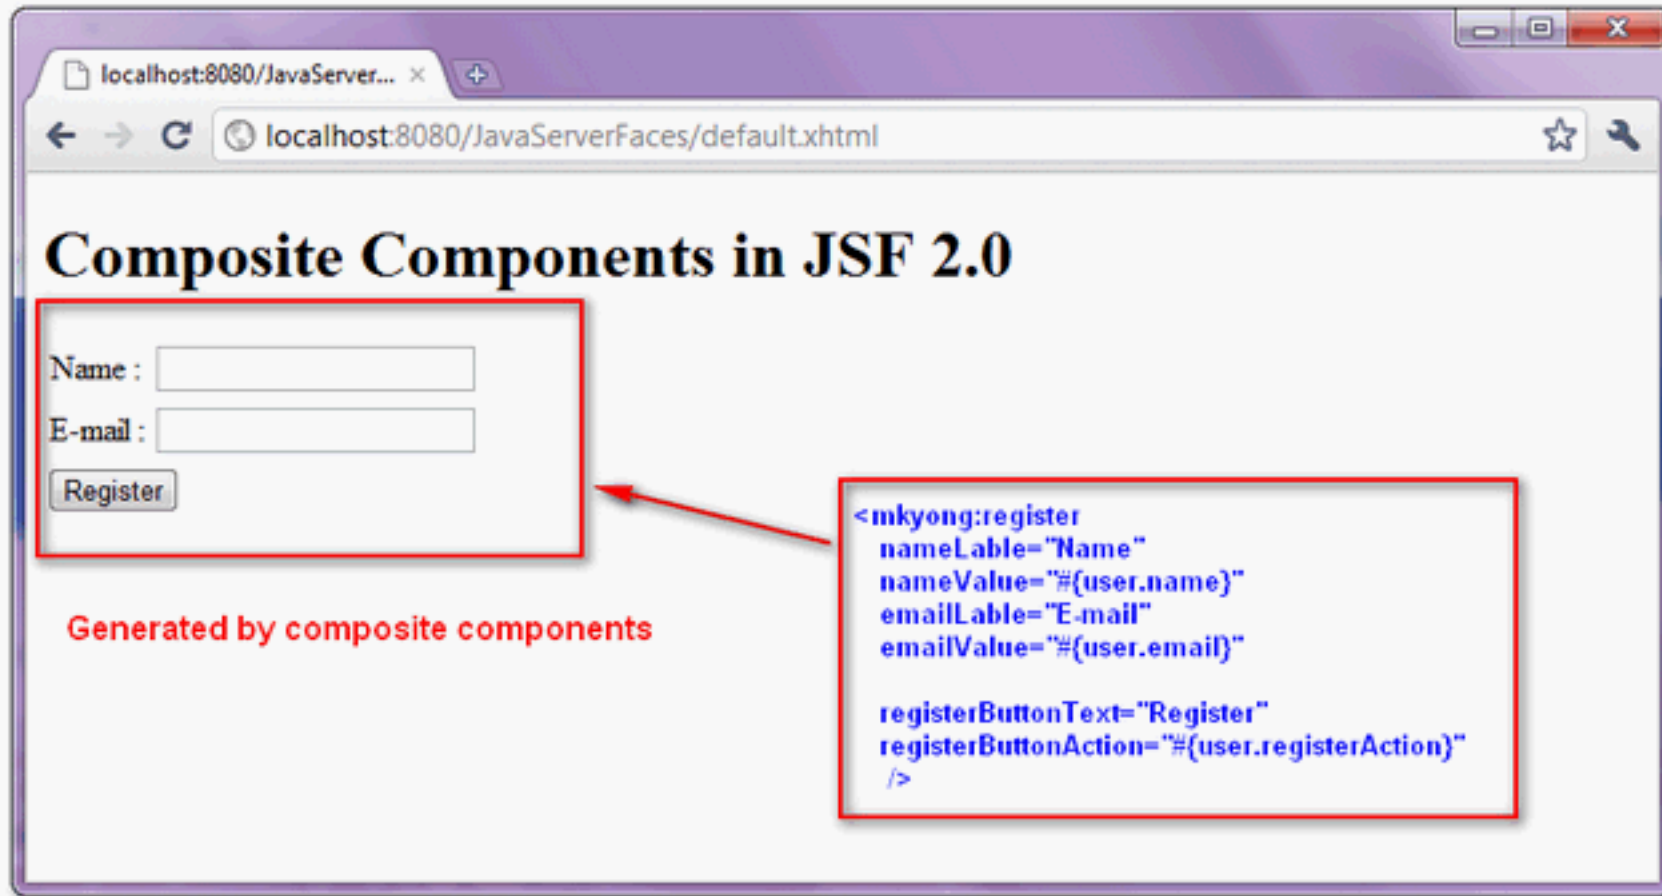 localhost:8080/JavaServer...
localhost:8080/JavaServerFaces/default.xhtml
Composite Components in JSF 2.0
Name :
E-mail :
Register
<mkyong:register
nameLable="Name"
nameValue="#{user.name}"
emailLable="E-mail"
emailValue="#{user.email}"
registerButtonText="Register"
registerButtonAction="#{user.registerAction}"
/>
Generated by composite components